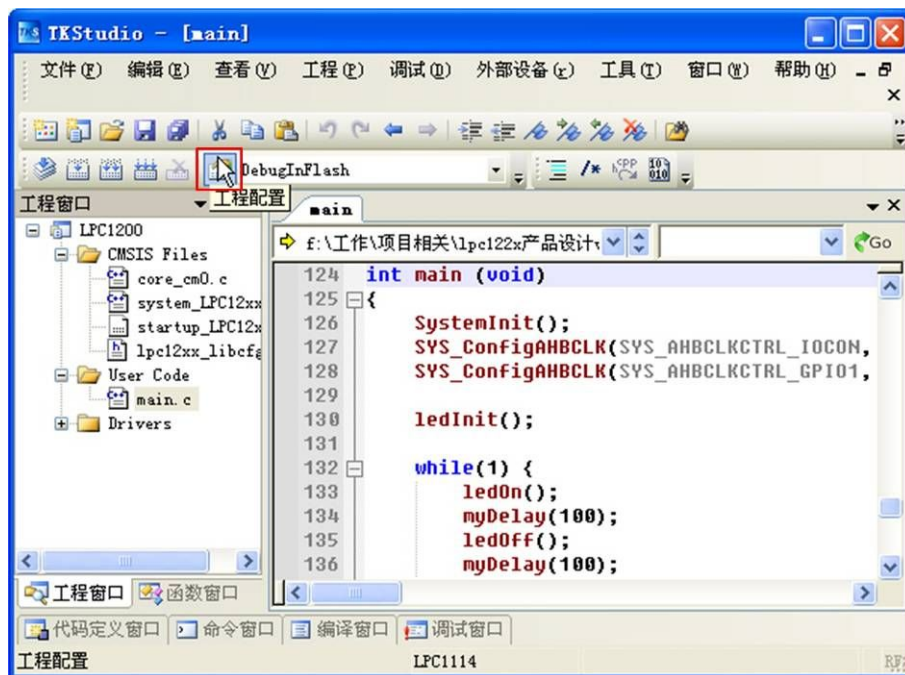 TKStudio - [main]
文件(F) 编辑(E) 查看(V) 工程(P) 调试(D) 外部设备(r) 工具(T) 窗口(W) 帮助(H)
DebugInFlash
工程配置
工程窗口
LPC1200
CMSIS Files
core_cm0.c
system_LPC12xx
startup_LPC12x
lpc12xx_libcfg
User Code
main.c
Drivers
工程窗口 函数窗口
main
f:\工作\项目相关\lpc122x产品设计 Go
124 int main (void)
125 {
126 SystemInit();
127 SYS_ConfigAHBCLK(SYS_AHBCLKCTRL_IOCON,
128 SYS_ConfigAHBCLK(SYS_AHBCLKCTRL_GPIO1,
129
130 ledInit();
131
132 while(1) {
133 ledOn();
134 myDelay(100);
135 ledOff();
136 myDelay(100);
代码定义窗口 命令窗口 编译窗口 调试窗口
工程配置 LPC1114